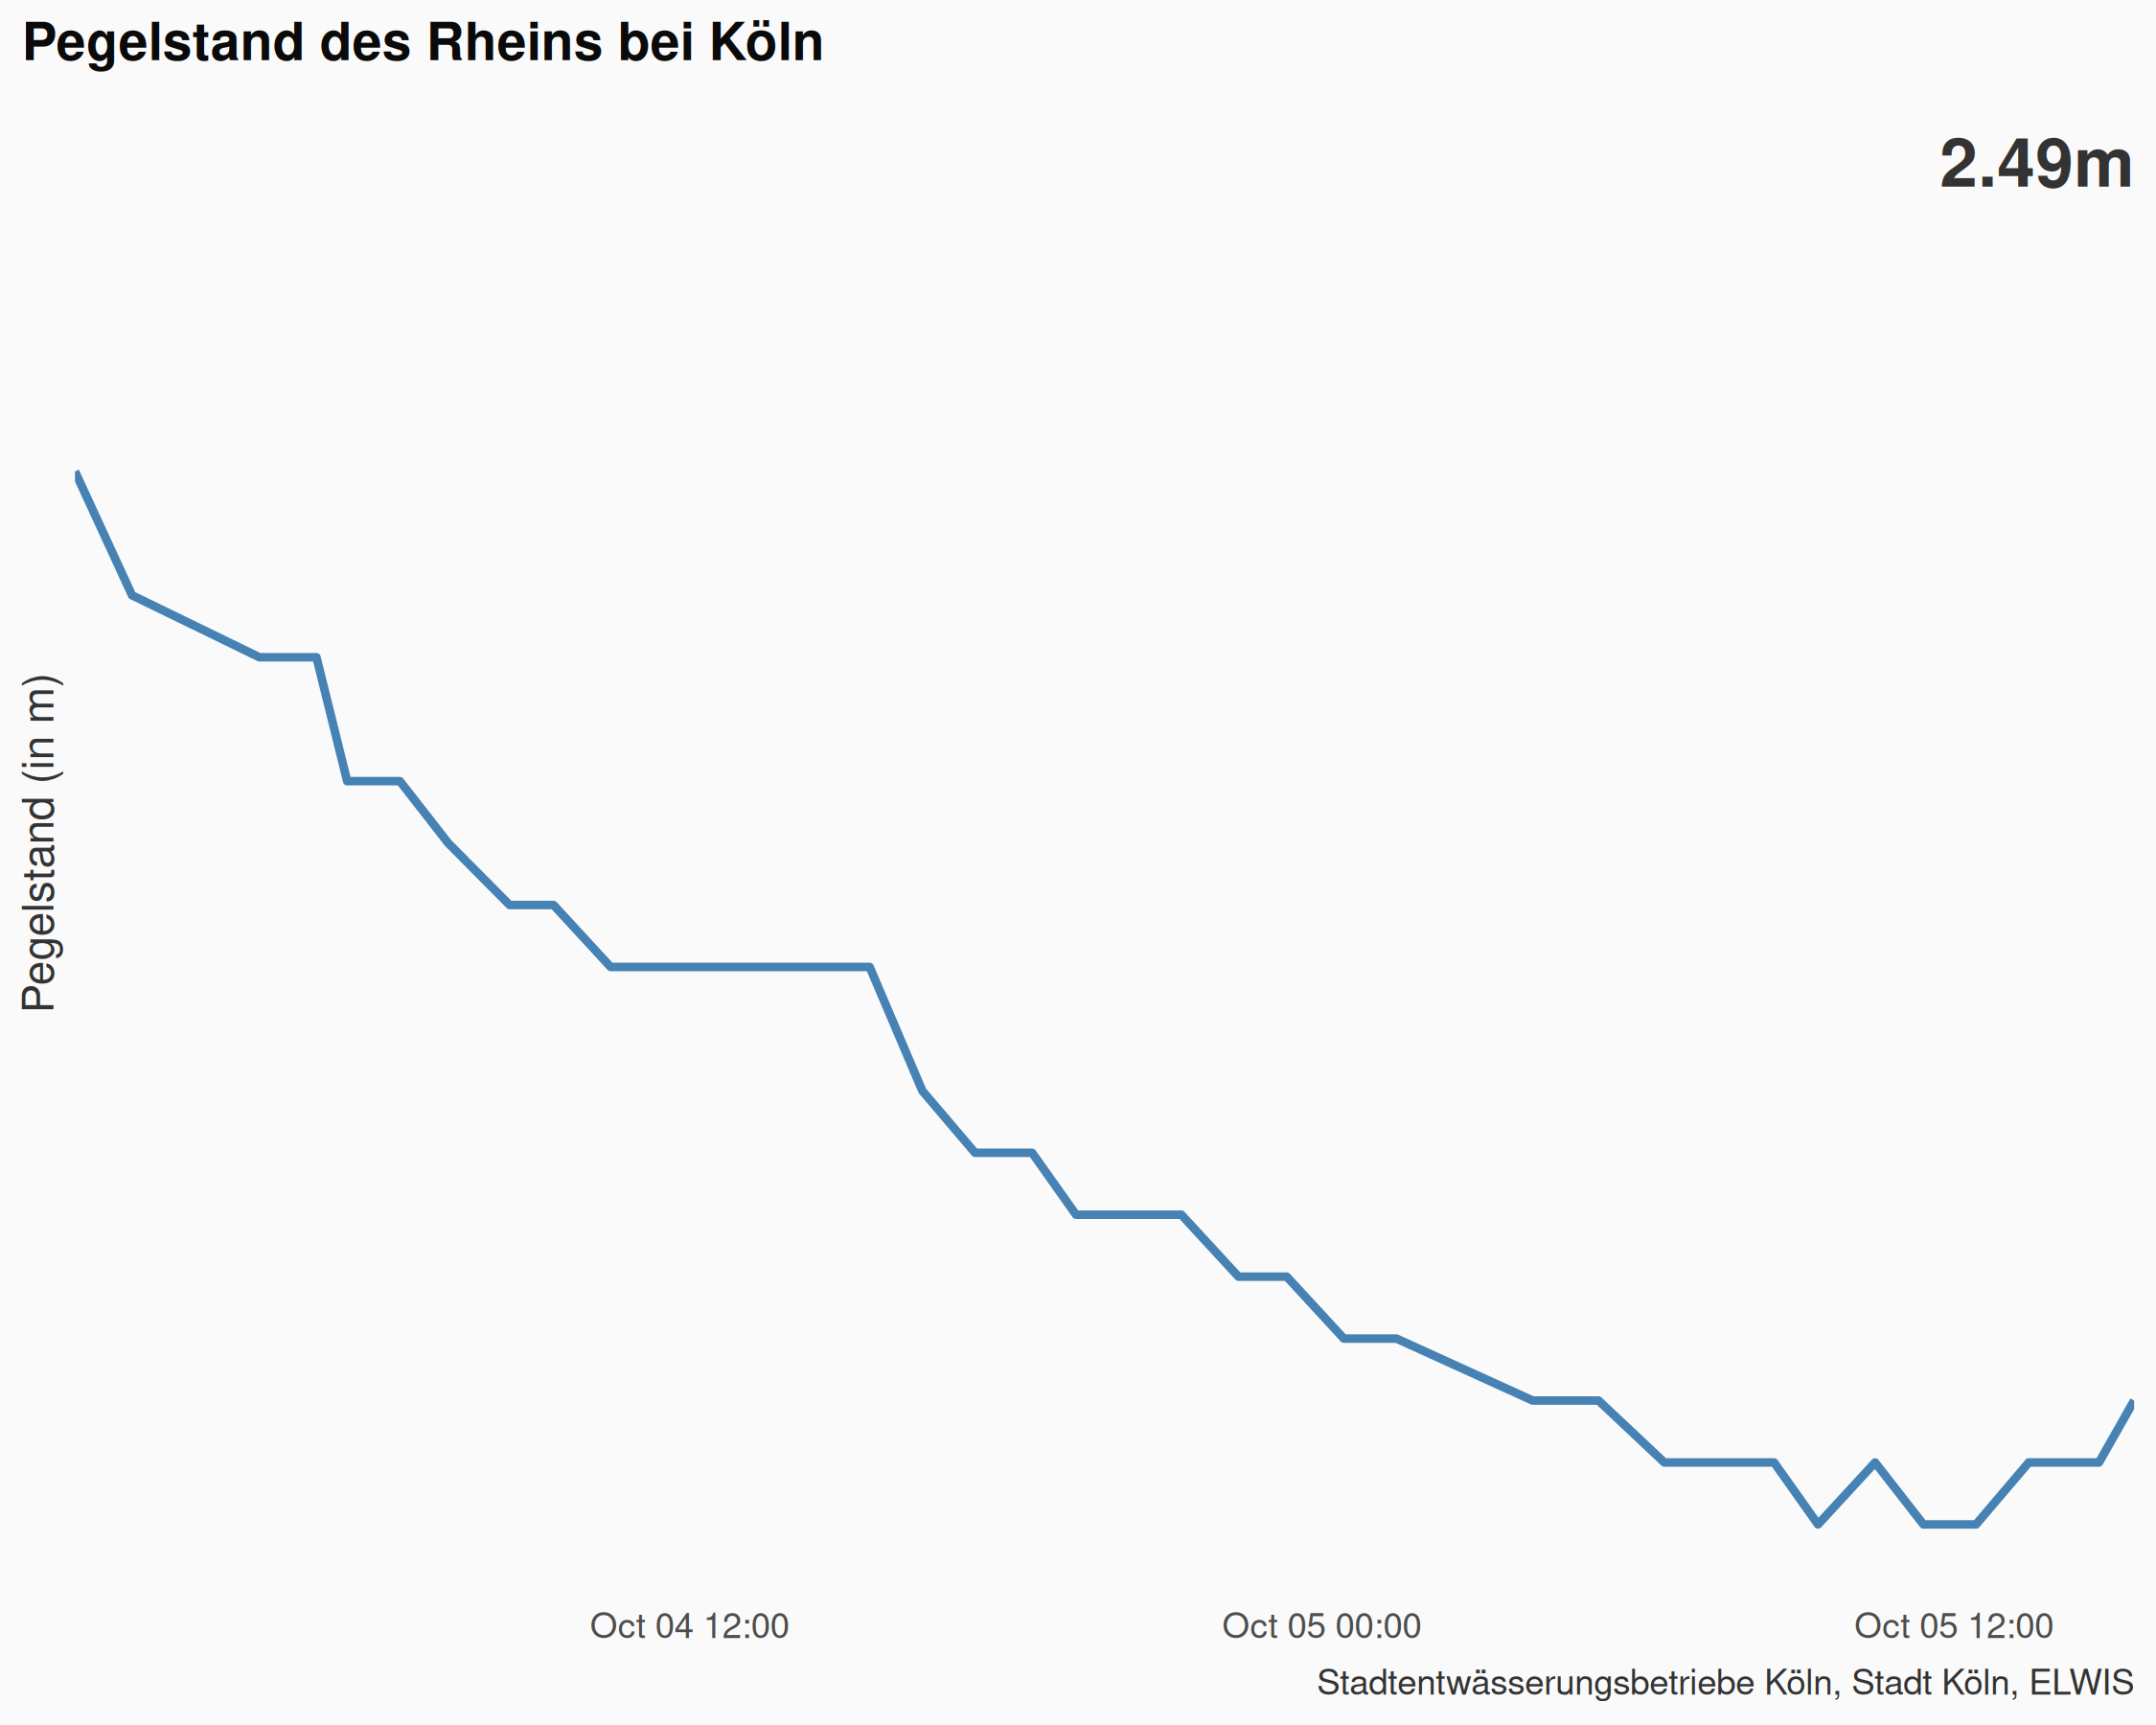 Pegelstand des Rheins bei Köln
2.49m
Pegelstand (in m)
Oct 04 12:00
Oct 05 00:00
Oct 05 12:00
Stadtentwässerungsbetriebe Köln, Stadt Köln, ELWIS